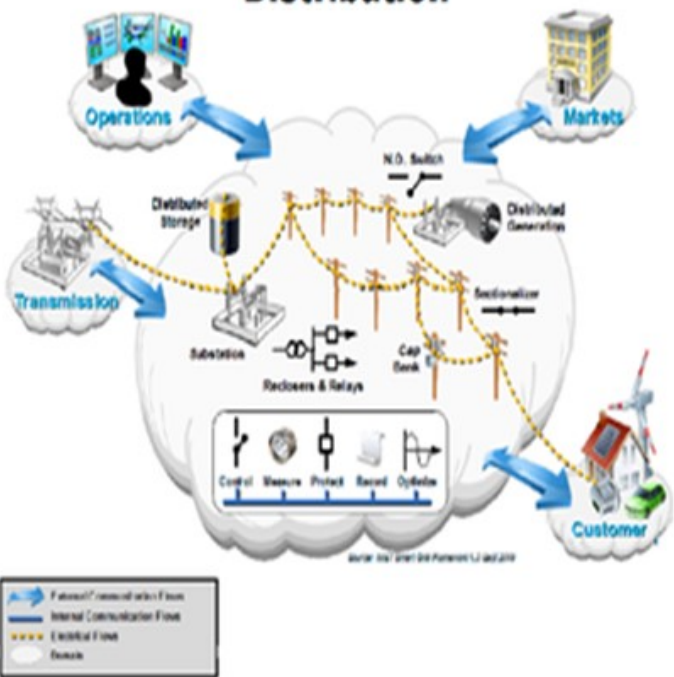 Distribution
Operations
Markets
N.O. Switch
Distributed
Storage
Distributed
Generation
Transmission
Sectionalizer
Substation
Cap
Bank
Reclosers & Relays
Control
Measure
Protect
Record
Optimize
Customer
External Communication Flows
Internal Communication Flows
Electrical Flows
Domain